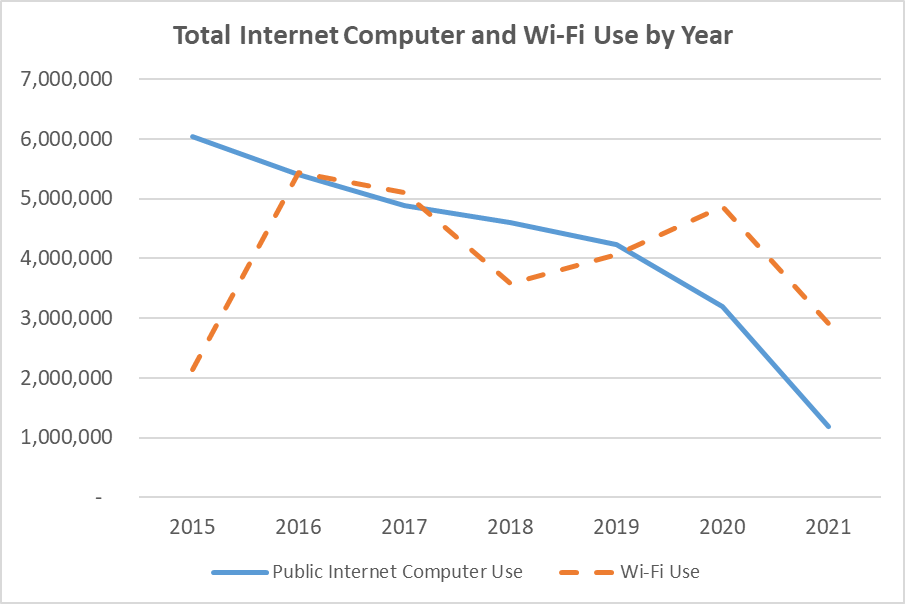 Total Internet Computer and Wi-Fi Use by Year
7,000,000
6,000,000
5,000,000
4,000,000
3,000,000
2,000,000
1,000,000
-
2015 2016 2017 2018 2019 2020 2021
Public Internet Computer Use Wi-Fi Use